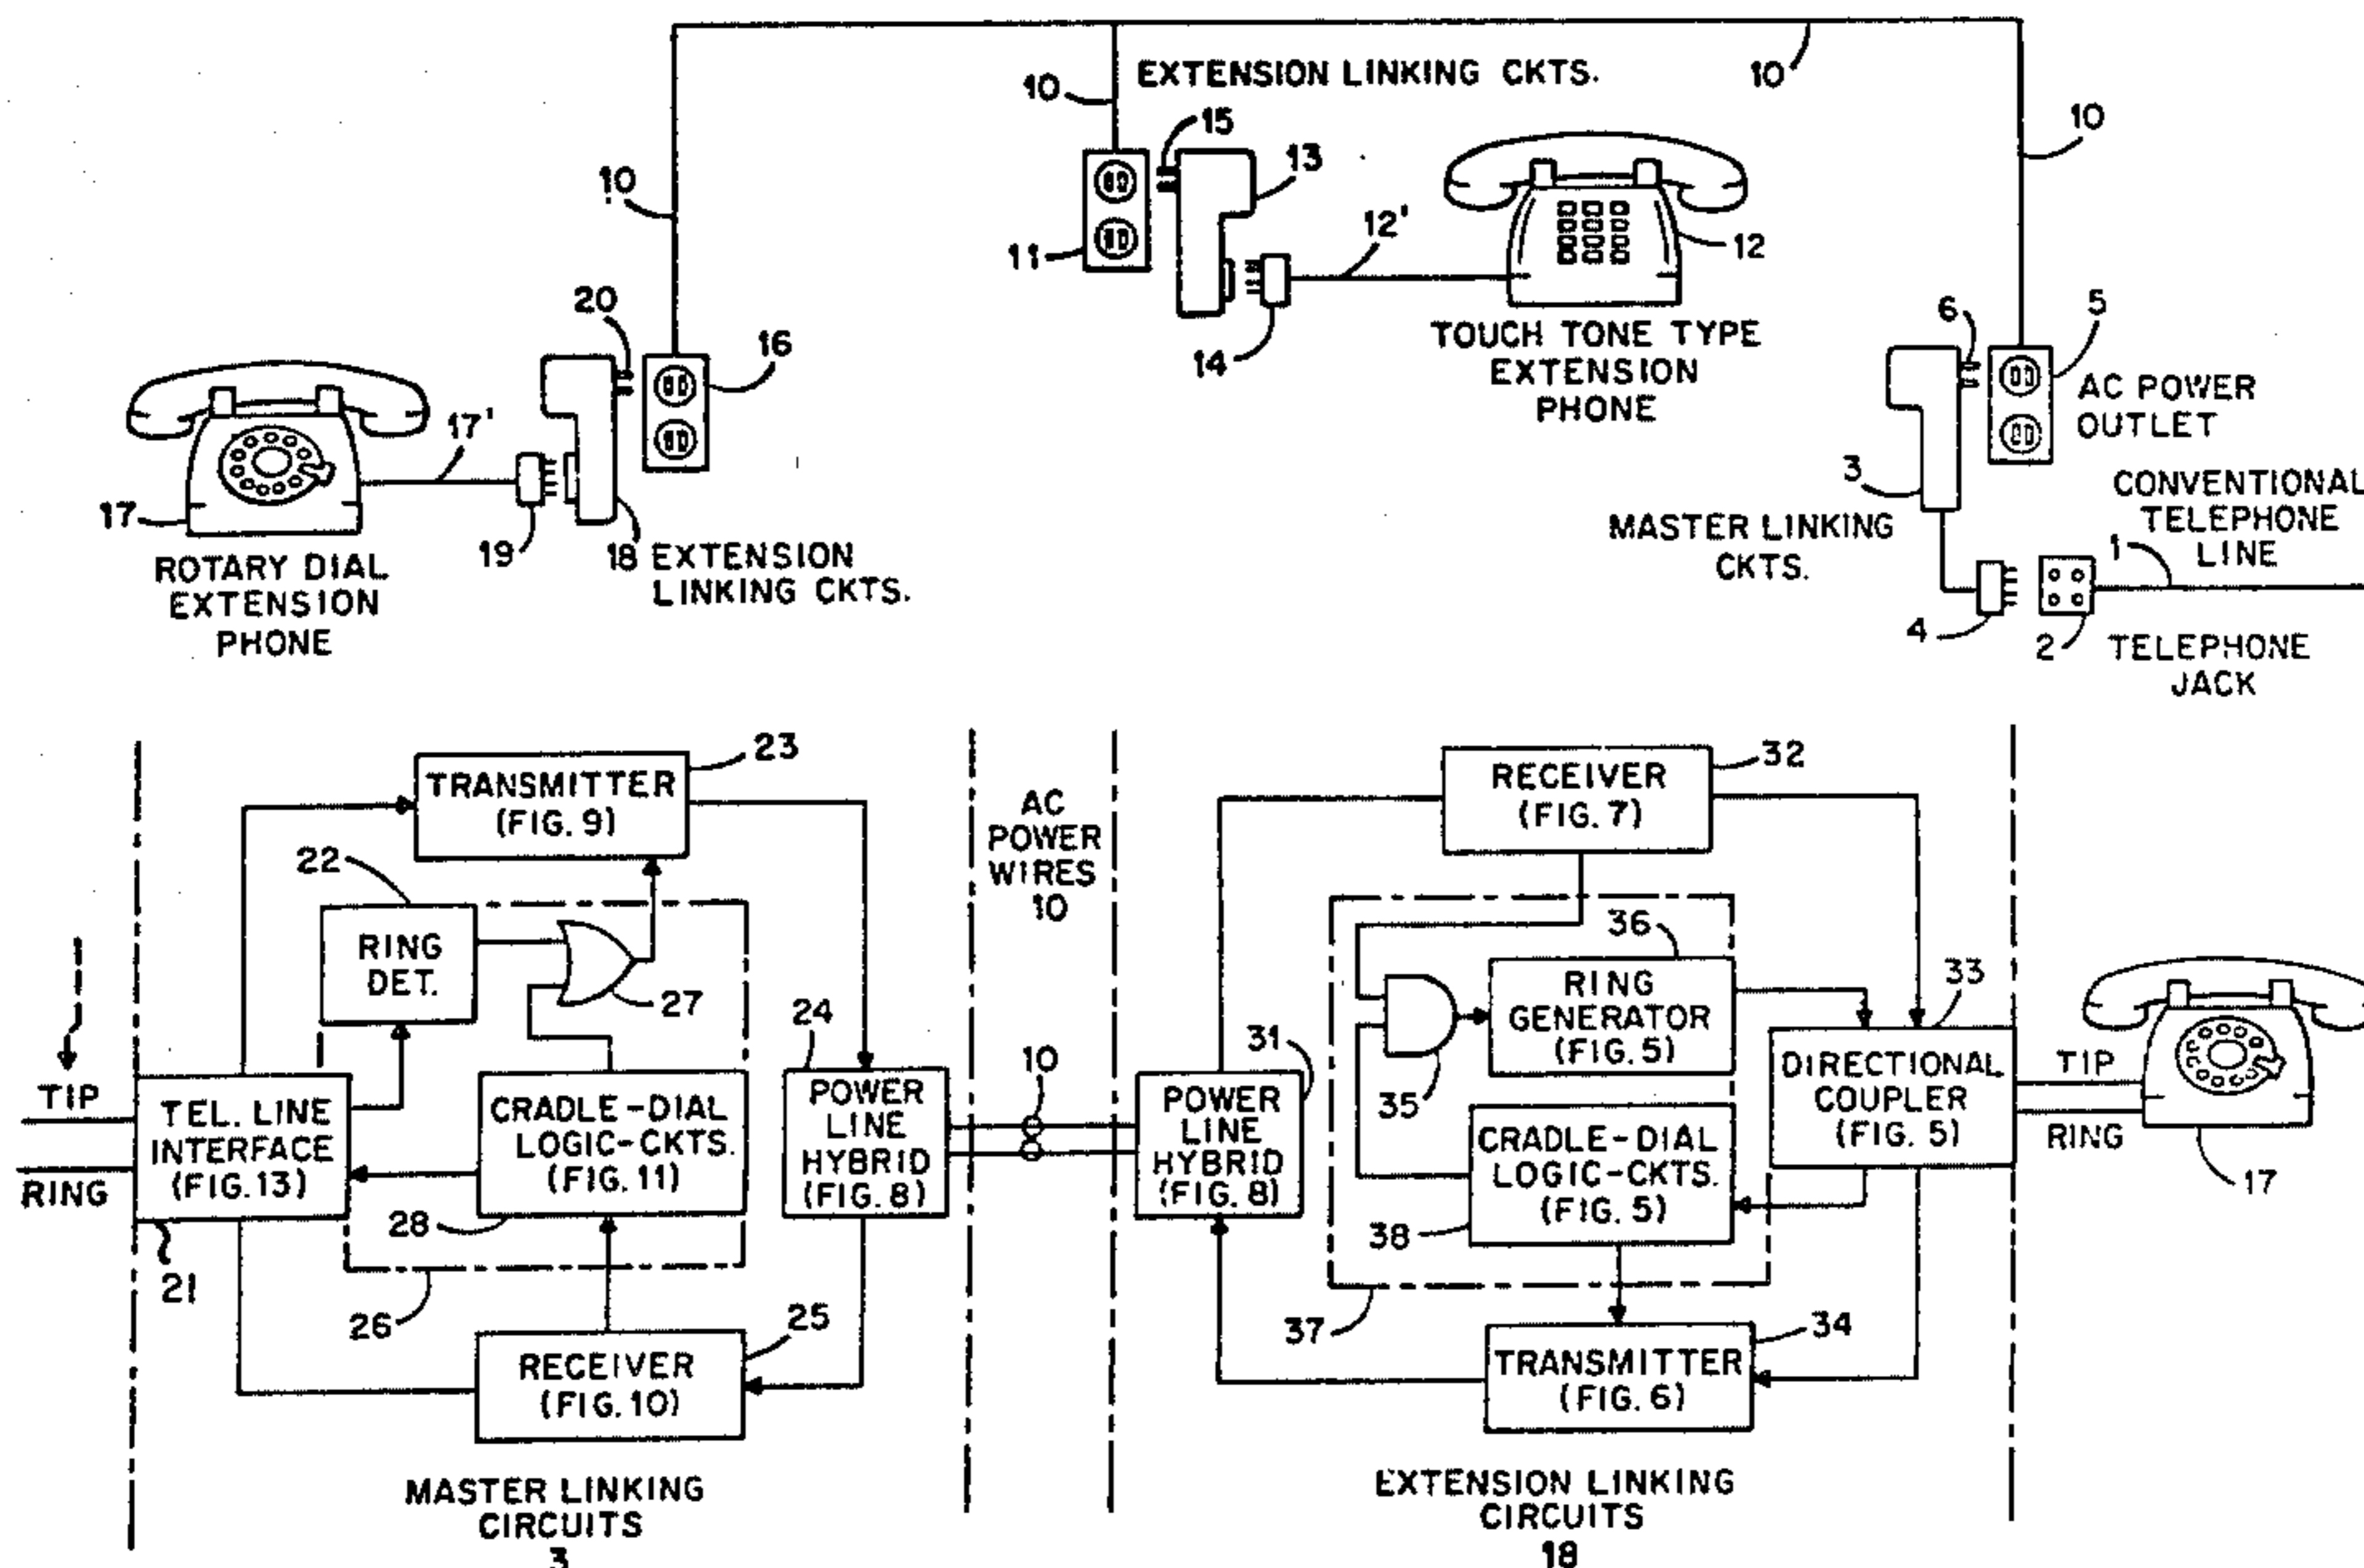 10
EXTENSION LINKING CKTS.
10
10
15
13
10
12'
11
12
20
16
14
TOUCH TONE TYPE
EXTENSION
PHONE
6
5
AC POWER
OUTLET
17'
17
19
18 EXTENSION
LINKING CKTS.
ROTARY DIAL
EXTENSION
PHONE
3
MASTER LINKING
CKTS.
CONVENTIONAL
TELEPHONE
LINE
1
4
2
TELEPHONE
JACK
23
TRANSMITTER
(FIG. 9)
22
RING
DET.
27
24
TIP
RING
TEL. LINE
INTERFACE
(FIG. 13)
21
CRADLE-DIAL
LOGIC-CKTS.
(FIG. 11)
28
26
POWER
LINE
HYBRID
(FIG. 8)
25
RECEIVER
(FIG. 10)
MASTER LINKING
CIRCUITS
3
AC
POWER
WIRES
10
10
32
RECEIVER
(FIG. 7)
36
RING
GENERATOR
(FIG. 5)
35
31
POWER
LINE
HYBRID
(FIG. 8)
33
DIRECTIONAL
COUPLER
(FIG. 5)
TIP
RING
17
CRADLE-DIAL
LOGIC-CKTS.
(FIG. 5)
38
37
34
TRANSMITTER
(FIG. 6)
EXTENSION LINKING
CIRCUITS
18